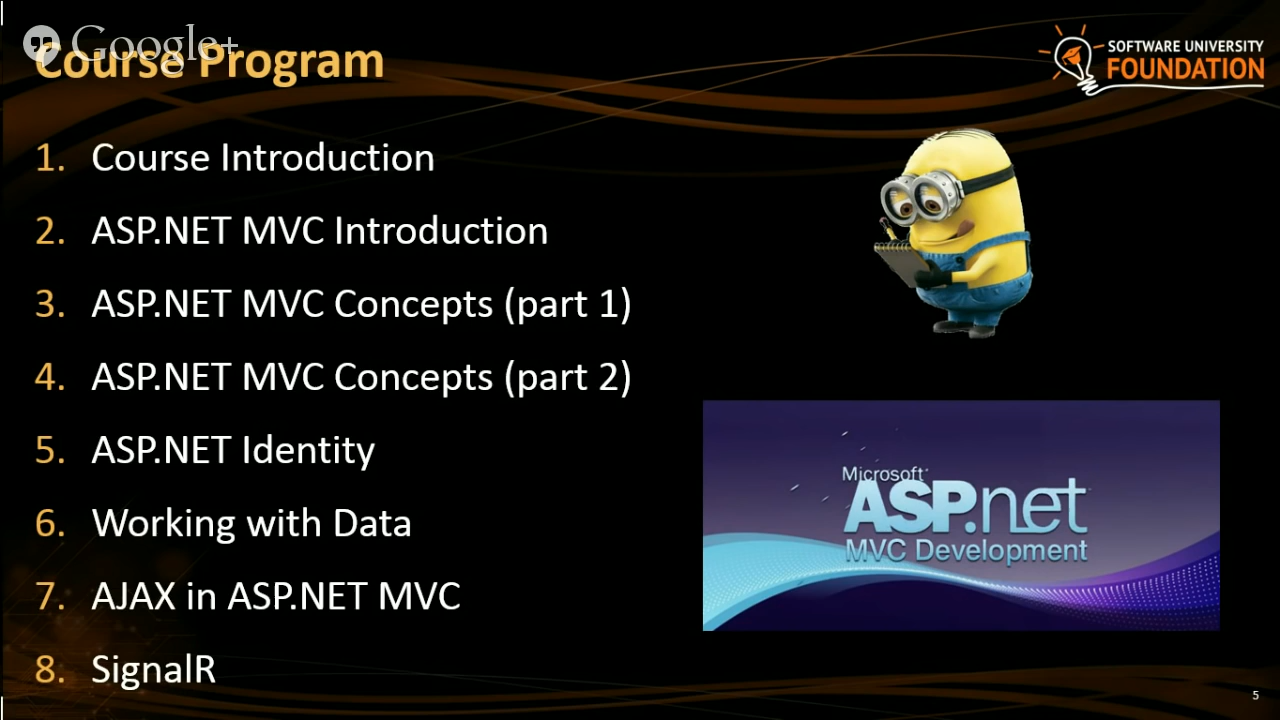 Google+
Course Program
SOFTWARE UNIVERSITY
FOUNDATION
1. Course Introduction
2. ASP.NET MVC Introduction
3. ASP.NET MVC Concepts (part 1)
4. ASP.NET MVC Concepts (part 2)
5. ASP.NET Identity
6. Working with Data
7. AJAX in ASP.NET MVC
8. SignalR
Microsoft
ASP.net
MVC Development
5